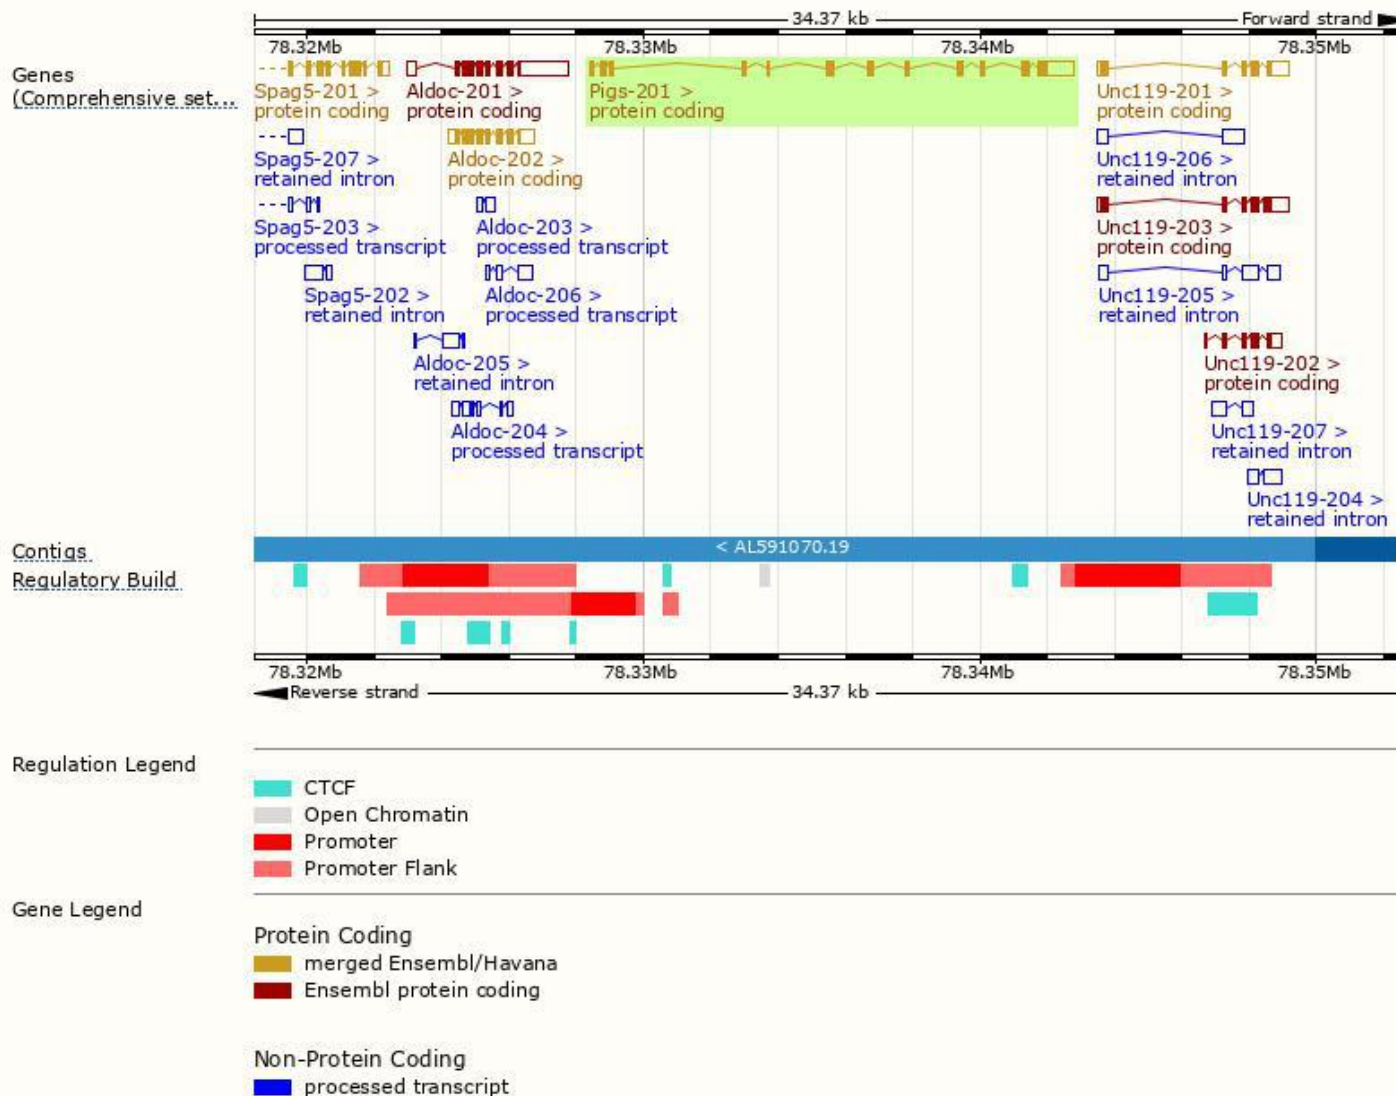 34.37 kb Forward strand
78.32Mb 78.33Mb 78.34Mb 78.35Mb
Genes
(Comprehensive set...
Spag5-201 > Aldoc-201 > Pigs-201 > Unc119-201 >
protein coding protein coding protein coding protein coding
Spag5-207 > Aldoc-202 > Unc119-206 >
retained intron protein coding retained intron
Spag5-203 > Aldoc-203 > Unc119-203 >
processed transcript processed transcript protein coding
Spag5-202 > Aldoc-206 > Unc119-205 >
retained intron processed transcript retained intron
Aldoc-205 > Unc119-202 >
retained intron protein coding
Aldoc-204 > Unc119-207 >
processed transcript retained intron
Unc119-204 >
retained intron
Contigs < AL591070.19
Regulatory Build
78.32Mb 78.33Mb 78.34Mb 78.35Mb
Reverse strand 34.37 kb
Regulation Legend
CTCF
Open Chromatin
Promoter
Promoter Flank
Gene Legend
Protein Coding
merged Ensembl/Havana
Ensembl protein coding
Non-Protein Coding
processed transcript